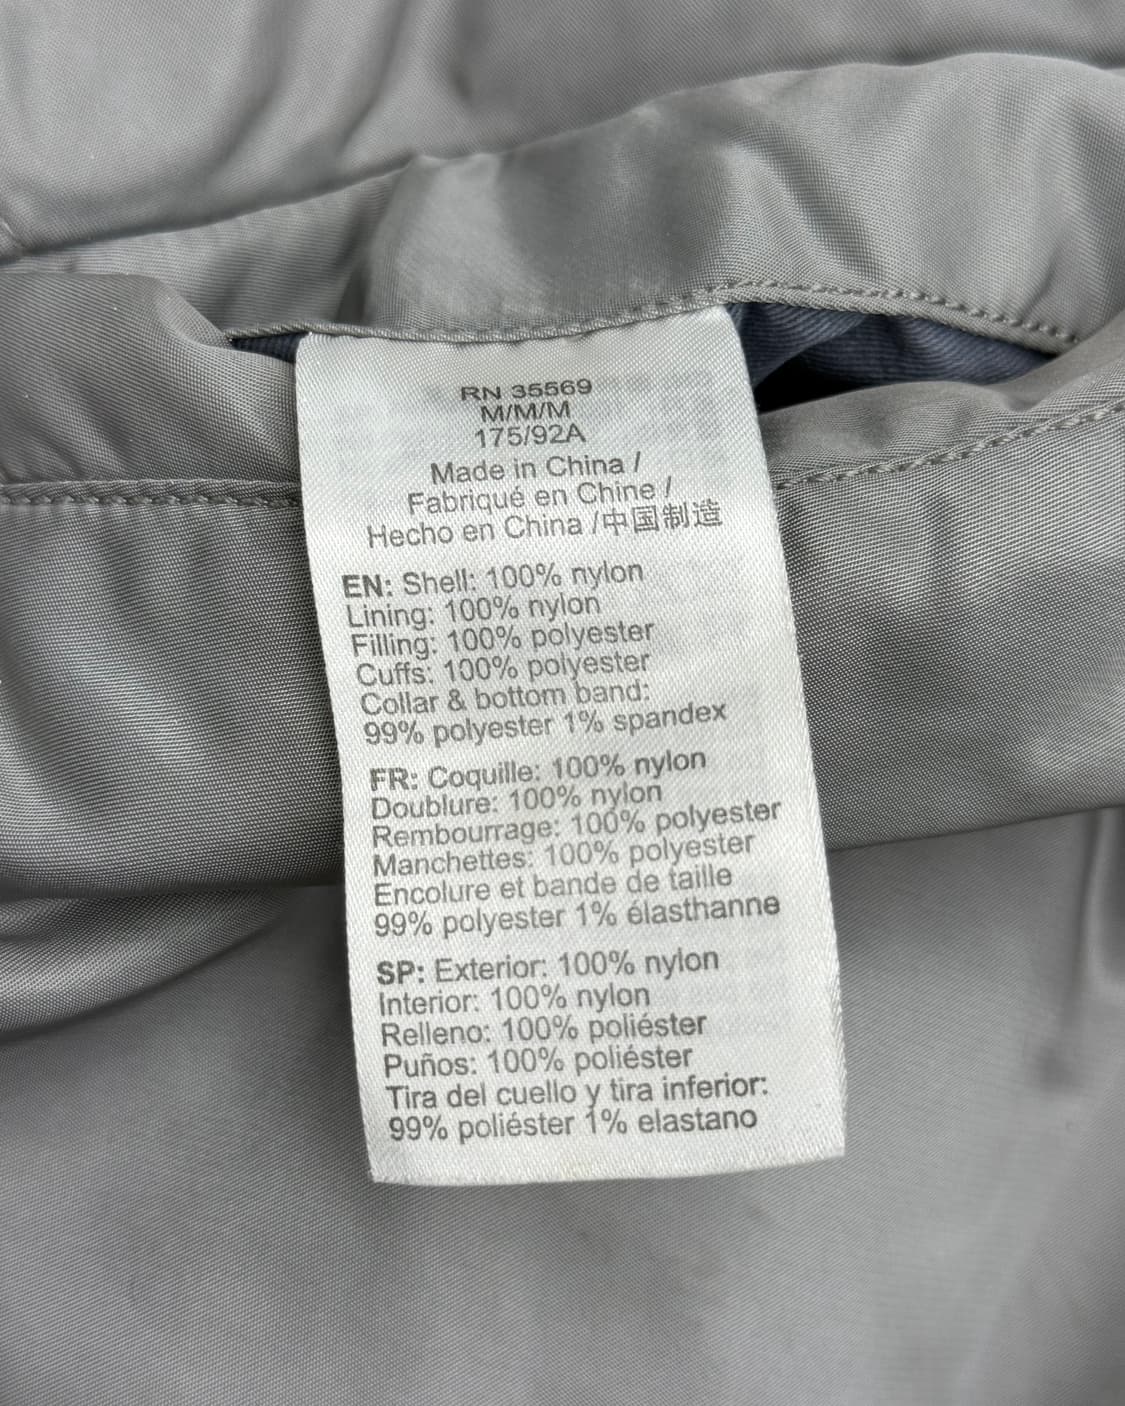 RN 35569
M/M/M
175/92A
Made in China /
Fabriqué en Chine /
Hecho en China /中国制造
EN: Shell: 100% nylon
Lining: 100% nylon
Filling: 100% polyester
Cuffs: 100% polyester
Collar & bottom band:
99% polyester 1% spandex
FR: Coquille: 100% nylon
Doublure: 100% nylon
Rembourrage: 100% polyester
Manchettes: 100% polyester
Encolure et bande de taille
99% polyester 1% élasthanne
SP: Exterior: 100% nylon
Interior: 100% nylon
Relleno: 100% poliéster
Puños: 100% poliéster
Tira del cuello y tira inferior:
99% poliéster 1% elastano